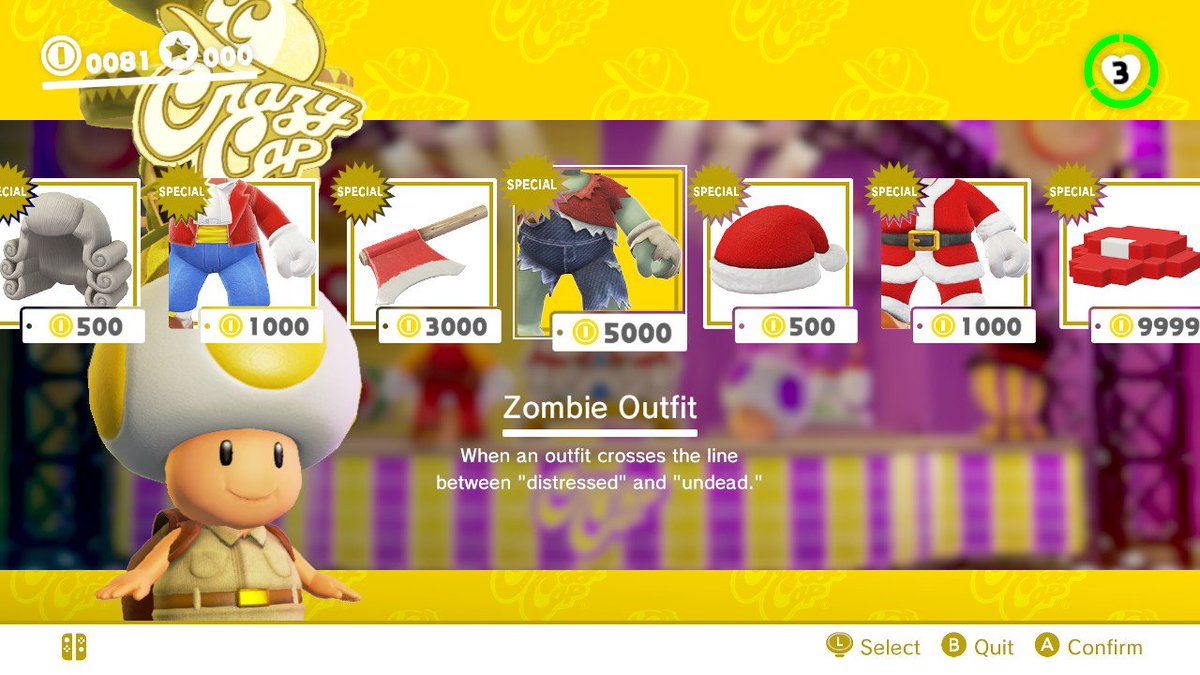 0081 000
3
Crazy
Cap
SPECIAL
SPECIAL
SPECIAL
SPECIAL
SPECIAL
SPECIAL
500
1000
3000
5000
500
1000
9999
Zombie Outfit
When an outfit crosses the line
between "distressed" and "undead."
L Select B Quit A Confirm